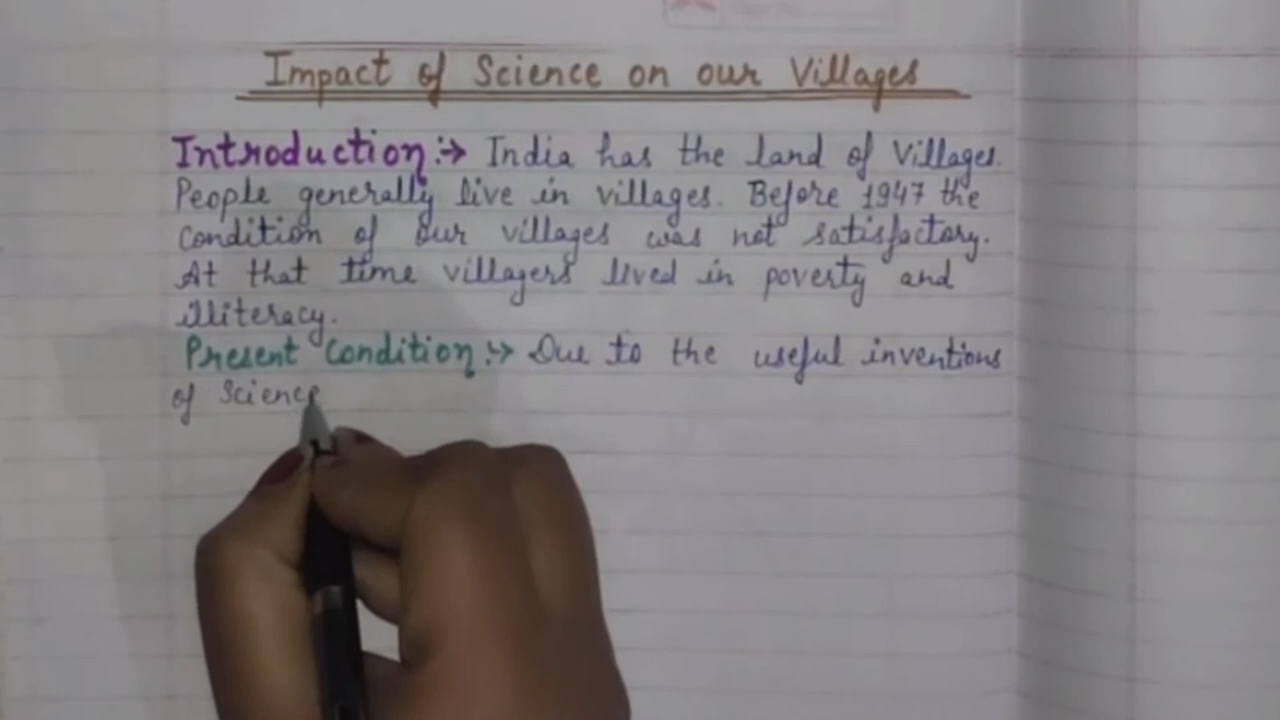 Impact of Science on our Villages
Introduction:→ India has the land of Villages.
People generally live in villages. Before 1947 the
condition of our villages was not satisfactory.
At that time villagers lived in poverty and
illiteracy.
Present Condition:→ Due to the useful inventions
of Science